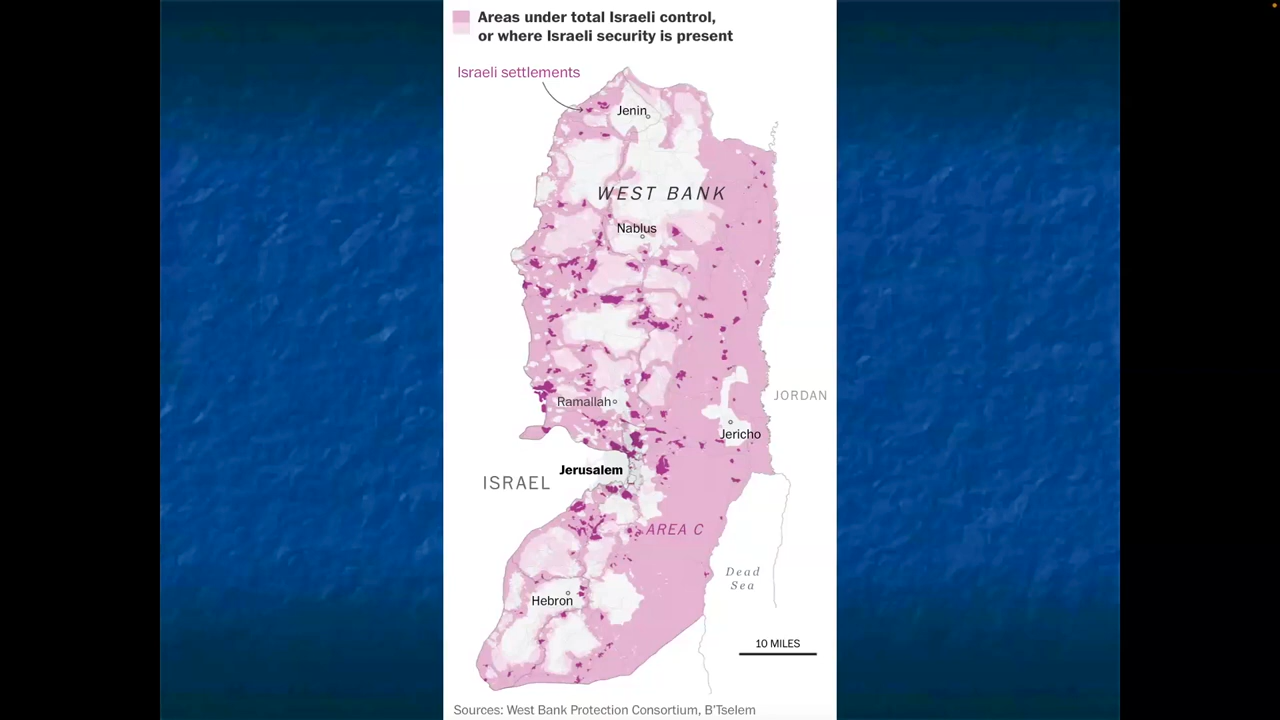 Areas under total Israeli control,
or where Israeli security is present
Israeli settlements
Jenin
WEST BANK
Nablus
JORDAN
Ramallah
Jericho
Jerusalem
ISRAEL
AREA C
Dead
Sea
Hebron
10 MILES
Sources: West Bank Protection Consortium, B'Tselem